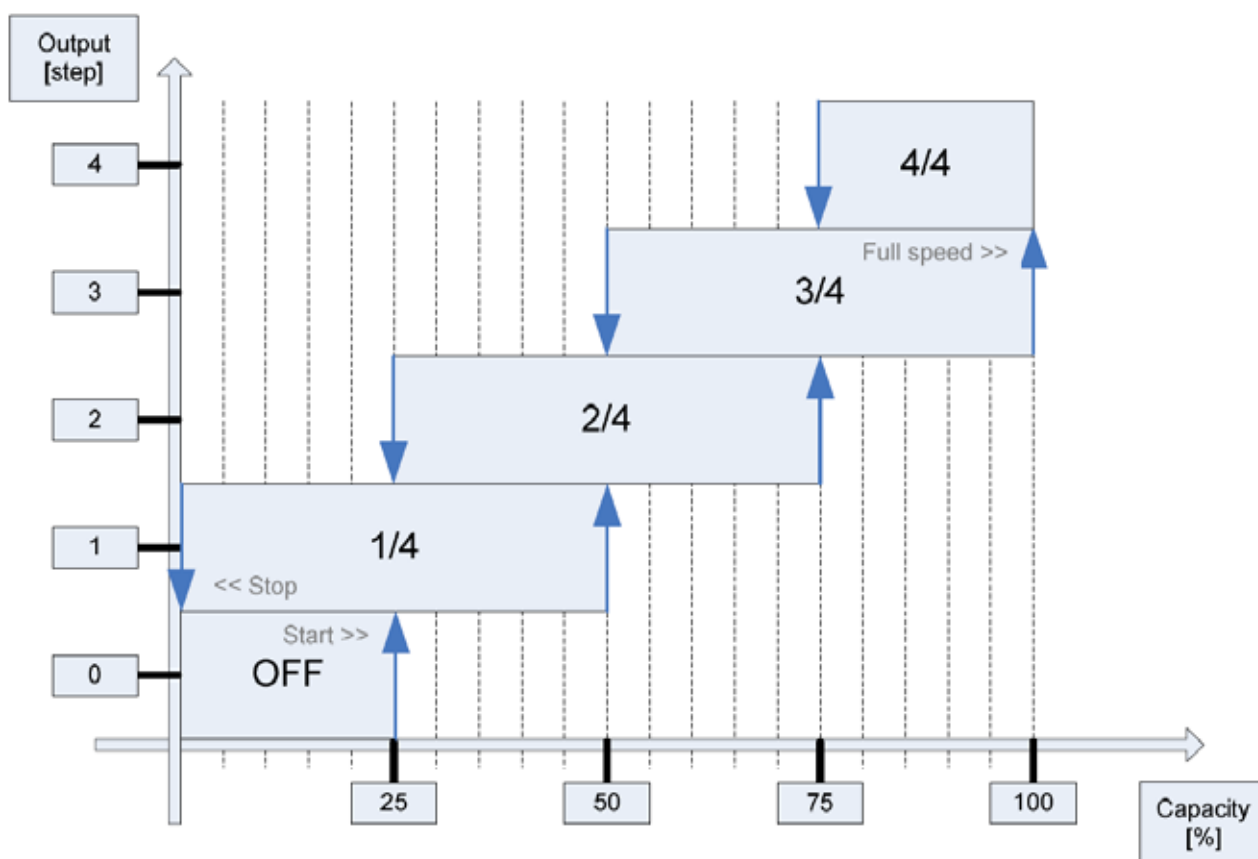 Output
[step]
4
4/4
Full speed >>
3
3/4
2
2/4
1
1/4
<< Stop
Start >>
0
OFF
25
50
75
100
Capacity
[%]